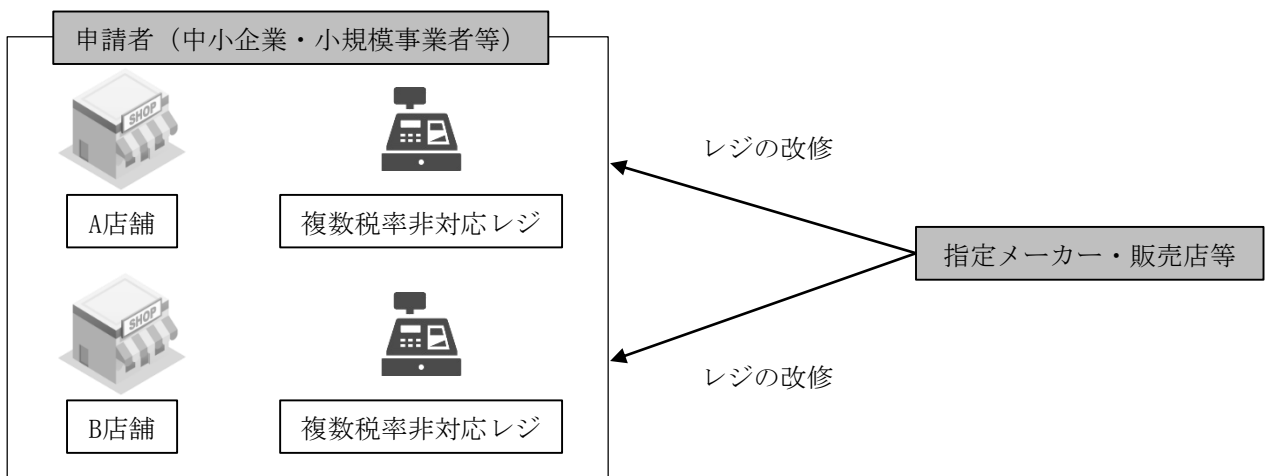 申請者（中小企業・小規模事業者等）
SHOP
A店舗
複数税率非対応レジ
レジの改修
指定メーカー・販売店等
SHOP
B店舗
複数税率非対応レジ
レジの改修